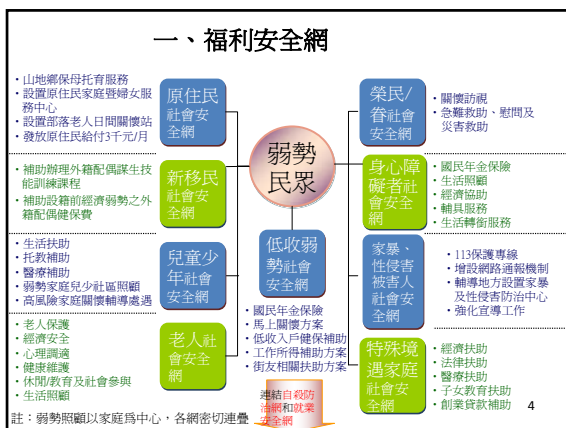 一、福利安全網
・山地鄉保母托育服務
・設置原住民家庭暨婦女服
務中心
・設置部落老人日間關懷站
・發放原住民給付3千元/月
原住民
社會安
全網
・補助辦理外籍配偶謀生技
能訓練課程
・補助設籍前經濟弱勢之外
籍配偶健保費
新移民
社會安全網
・生活扶助
・托教補助
・醫療補助
・弱勢家庭兒少社區照顧
・高風險家庭關懷輔導處遇
兒童少
年社會
安全網
・老人保護
・經濟安全
・心理調適
・健康維護
・休閒/教育及社會參與
・生活照顧
老人社會
安全網
弱勢
民眾
低收弱
勢社會
安全網
・國民年金保險
・馬上關懷方案
・低收入戶健保補助
・工作所得補助方案
・街友相關扶助方案
連結自殺防
治網和就業
安全網
榮民/
眷社會
安全網
・關懷訪視
・急難救助、慰問及
災害救助
身心障
礙者社
會安全網
・國民年金保險
・生活照顧
・經濟協助
・輔具服務
・生活轉銜服務
家暴、
性侵害
被害人
社會安
全網
・113保護專線
・增設網路通報機制
・輔導地方設置家暴
及性侵害防治中心
・強化宣導工作
特殊境
遇家庭
社會安
全網
・經濟扶助
・法律扶助
・醫療扶助
・子女教育扶助
・創業貸款補助
註：弱勢照顧以家庭為中心，各網密切連疊
4